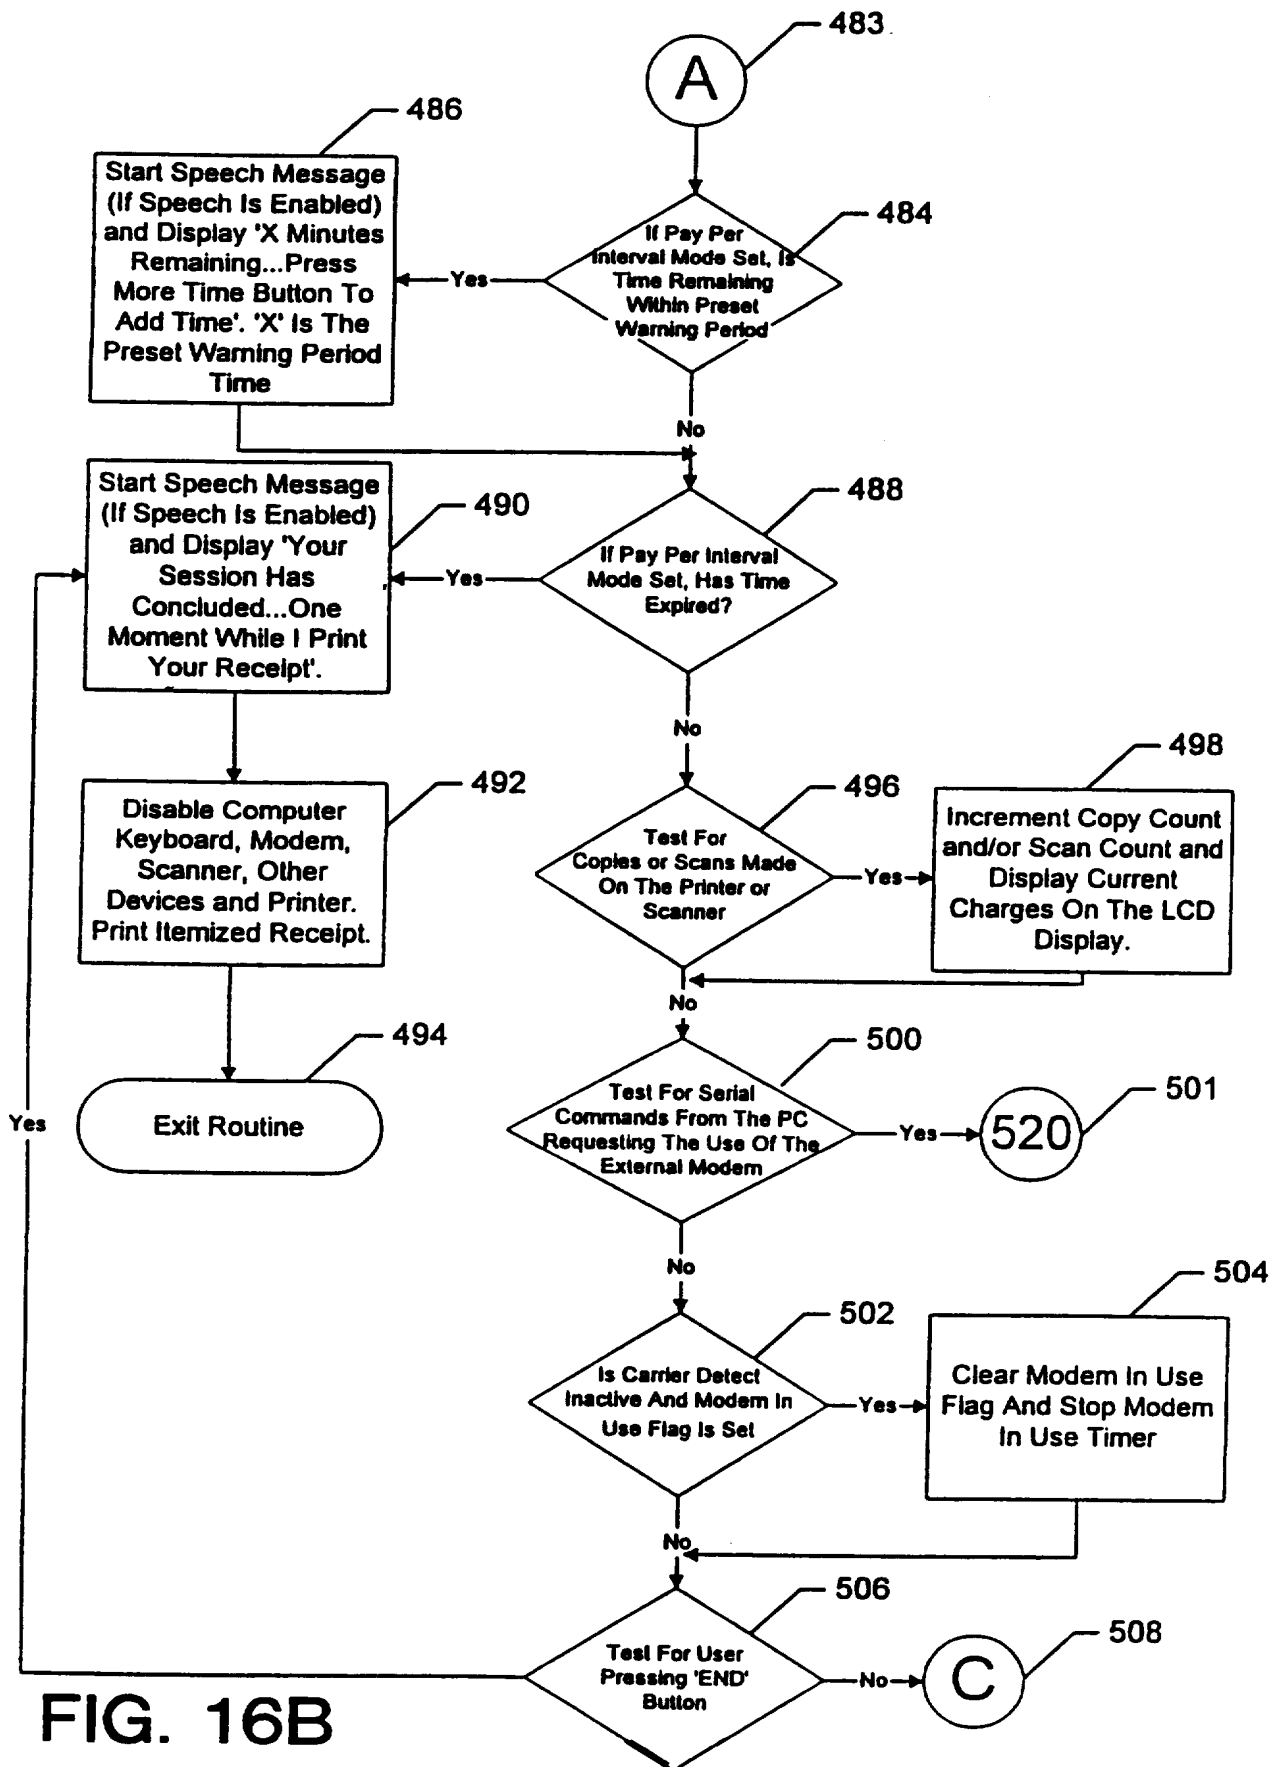 483
A
486
Start Speech Message
(If Speech Is Enabled)
and Display 'X Minutes
Remaining...Press
More Time Button To
Add Time'. 'X' Is The
Preset Warning Period
Time
484
If Pay Per
Interval Mode Set, Is
Time Remaining
Within Preset
Warning Period
Yes
No
Start Speech Message
(If Speech Is Enabled)
and Display 'Your
Session Has
Concluded...One
Moment While I Print
Your Receipt'.
490
488
If Pay Per Interval
Mode Set, Has Time
Expired?
Yes
No
492
Disable Computer
Keyboard, Modem,
Scanner, Other
Devices and Printer.
Print Itemized Receipt.
496
Test For
Copies or Scans Made
On The Printer or
Scanner
Yes
498
Increment Copy Count
and/or Scan Count and
Display Current
Charges On The LCD
Display.
No
494
Exit Routine
500
Test For Serial
Commands From The PC
Requesting The Use Of The
External Modem
Yes
520
501
Yes
No
502
Is Carrier Detect
Inactive And Modem In
Use Flag Is Set
Yes
504
Clear Modem In Use
Flag And Stop Modem
In Use Timer
No
506
Test For User
Pressing 'END'
Button
No
C
508
FIG. 16B